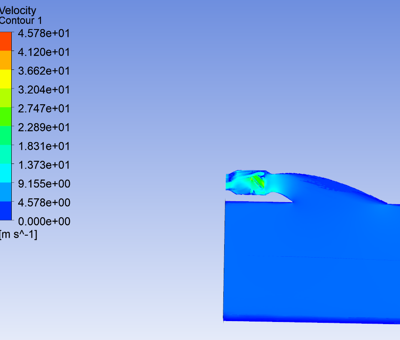 Velocity
Contour 1
4.578e+01
4.120e+01
3.662e+01
3.204e+01
2.747e+01
2.289e+01
1.831e+01
1.373e+01
9.155e+00
4.578e+00
0.000e+00
[m s^-1]